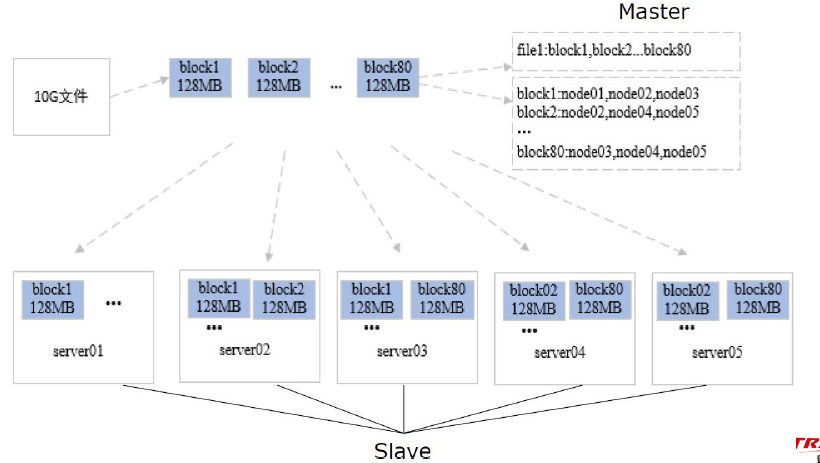 Master
file1:block1,block2...block80
10G文件
block1
128MB
block2
128MB
...
block80
128MB
block1:node01,node02,node03
block2:node02,node04,node05
...
block80:node03,node04,node05
block1
128MB
...
server01
block1
128MB
block2
128MB
...
server02
block1
128MB
block80
128MB
...
server03
block02
128MB
block80
128MB
...
server04
block02
128MB
block80
128MB
...
server05
Slave